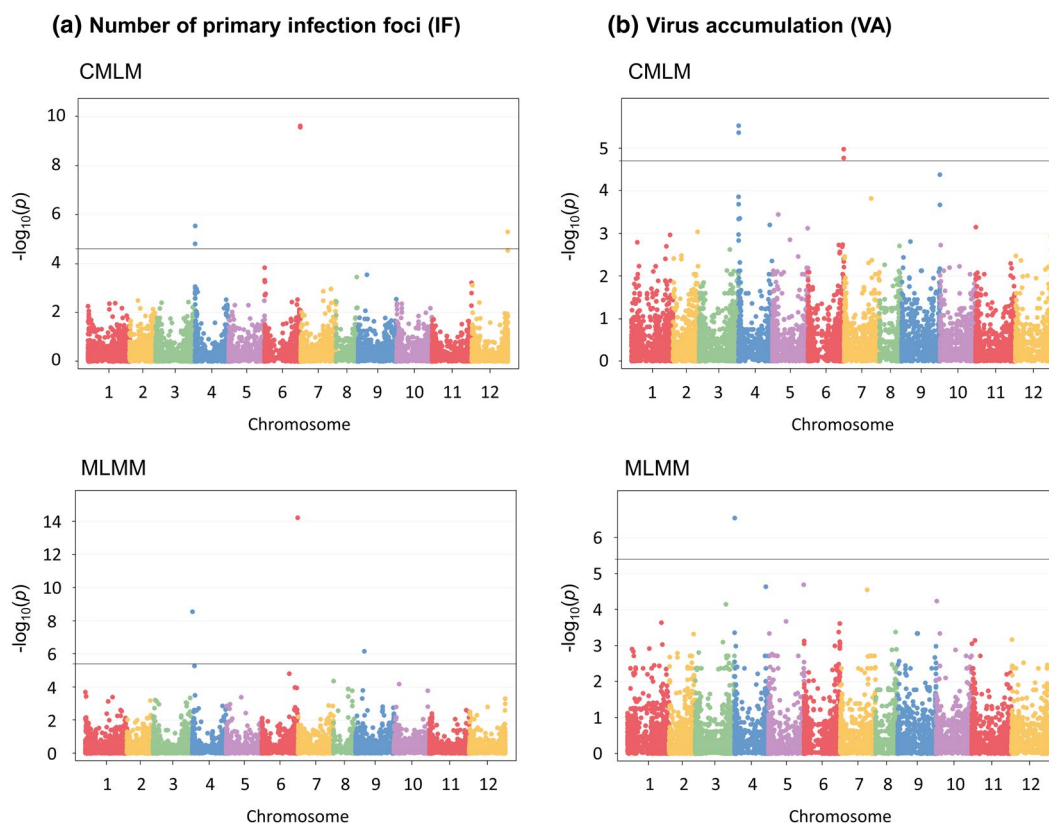 (a) Number of primary infection foci (IF)
CMLM
10
8
6
4
2
0
-log10(p)
1 2 3 4 5 6 7 8 9 10 11 12
Chromosome
MLMM
14
12
10
8
6
4
2
0
-log10(p)
1 2 3 4 5 6 7 8 9 10 11 12
Chromosome
(b) Virus accumulation (VA)
CMLM
5
4
3
2
1
0
-log10(p)
1 2 3 4 5 6 7 8 9 10 11 12
Chromosome
MLMM
6
5
4
3
2
1
0
-log10(p)
1 2 3 4 5 6 7 8 9 10 11 12
Chromosome